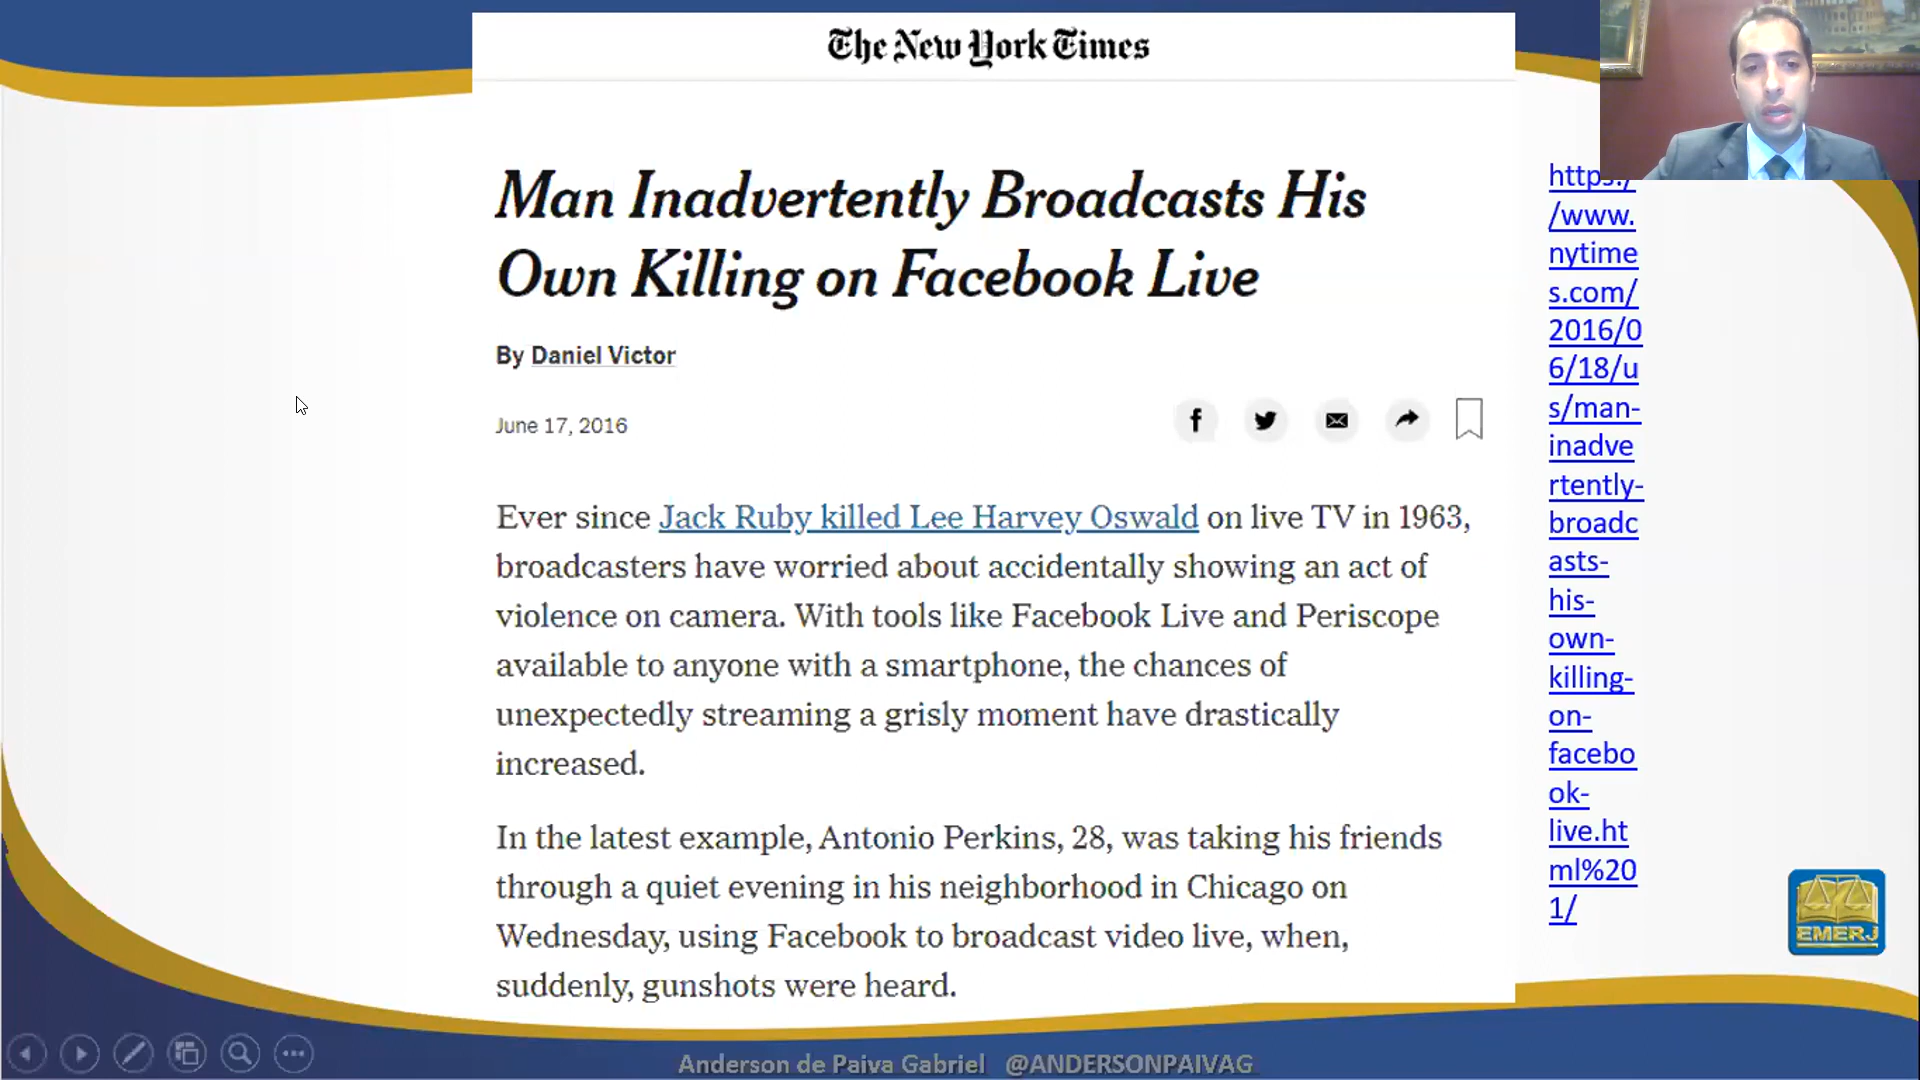 The New York Times
Man Inadvertently Broadcasts His
Own Killing on Facebook Live
By Daniel Victor
June 17, 2016
Ever since Jack Ruby killed Lee Harvey Oswald on live TV in 1963,
broadcasters have worried about accidentally showing an act of
violence on camera. With tools like Facebook Live and Periscope
available to anyone with a smartphone, the chances of
unexpectedly streaming a grisly moment have drastically
increased.
In the latest example, Antonio Perkins, 28, was taking his friends
through a quiet evening in his neighborhood in Chicago on
Wednesday, using Facebook to broadcast video live, when,
suddenly, gunshots were heard.
https:/
/www.
nytime
s.com/
2016/0
6/18/u
s/man-
inadve
rtently-
broadc
asts-
his-
own-
killing-
on-
facebo
ok-
live.ht
ml%20
1/
EMERJ
Anderson de Paiva Gabriel @ANDERSONPAIVAG